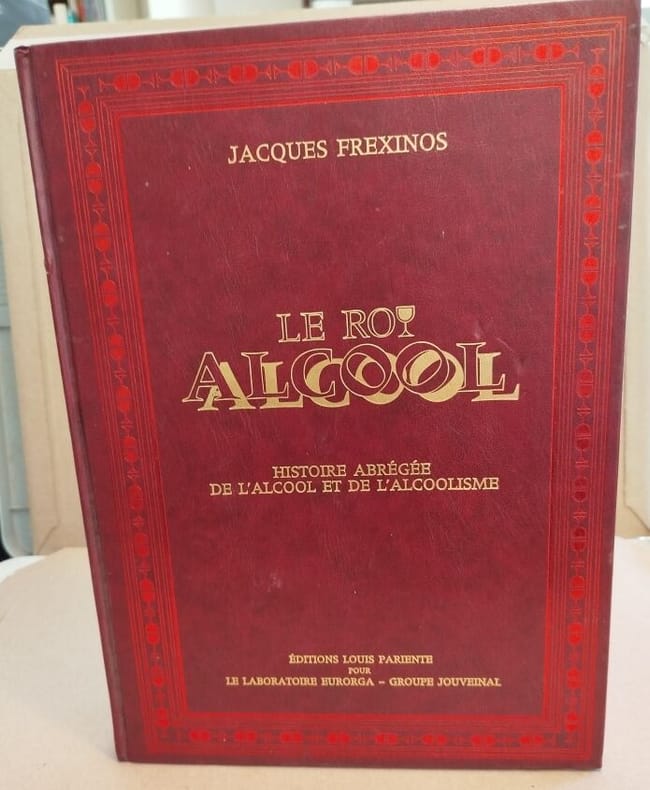 JACQUES FREXINOS
LE ROY
ALCOOL
HISTOIRE ABRÉGÉE
DE L'ALCOOL ET DE L'ALCOOLISME
ÉDITIONS LOUIS PARIENTE
POUR
LE LABORATOIRE EURORGA – GROUPE JOUVEINAL